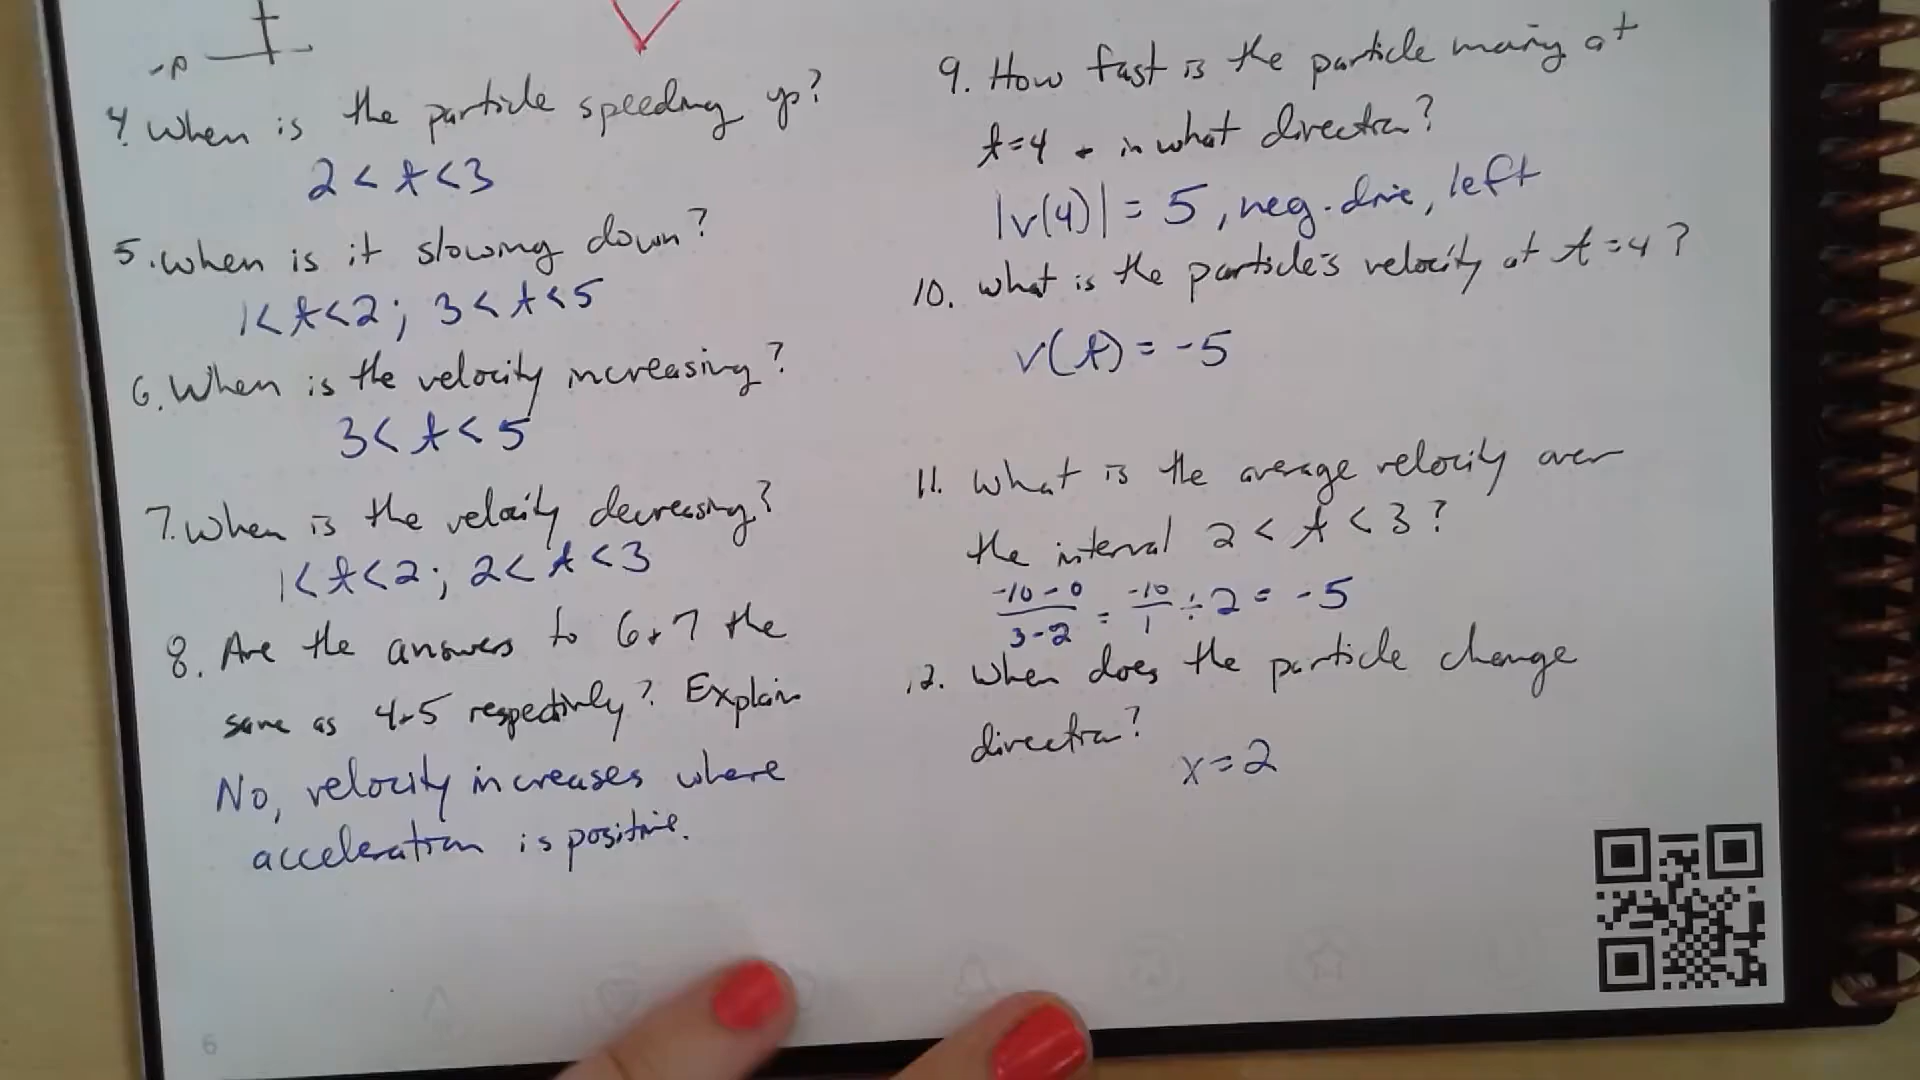 -10
4. When is the particle speeding up?
2 < t < 3
5. When is it slowing down?
1 < t < 2 ; 3 < t < 5
6. When is the velocity increasing?
3 < t < 5
7. When is the velocity decreasing?
1 < t < 2 ; 2 < t < 3
8. Are the answers to 6 + 7 the
same as 4 + 5 respectively? Explain
No, velocity increases where
acceleration is positive.
6
9. How fast is the particle moving at
t = 4 + in what direction?
|v(4)| = 5, neg. dire, left
10. What is the particle's velocity at t = 4?
v(t) = -5
11. What is the average velocity over
the interval 2 < t < 3?
-10 - 0 / 3 - 2 = -10 / 1 ÷ 2 = -5
12. When does the particle change
direction?
x = 2